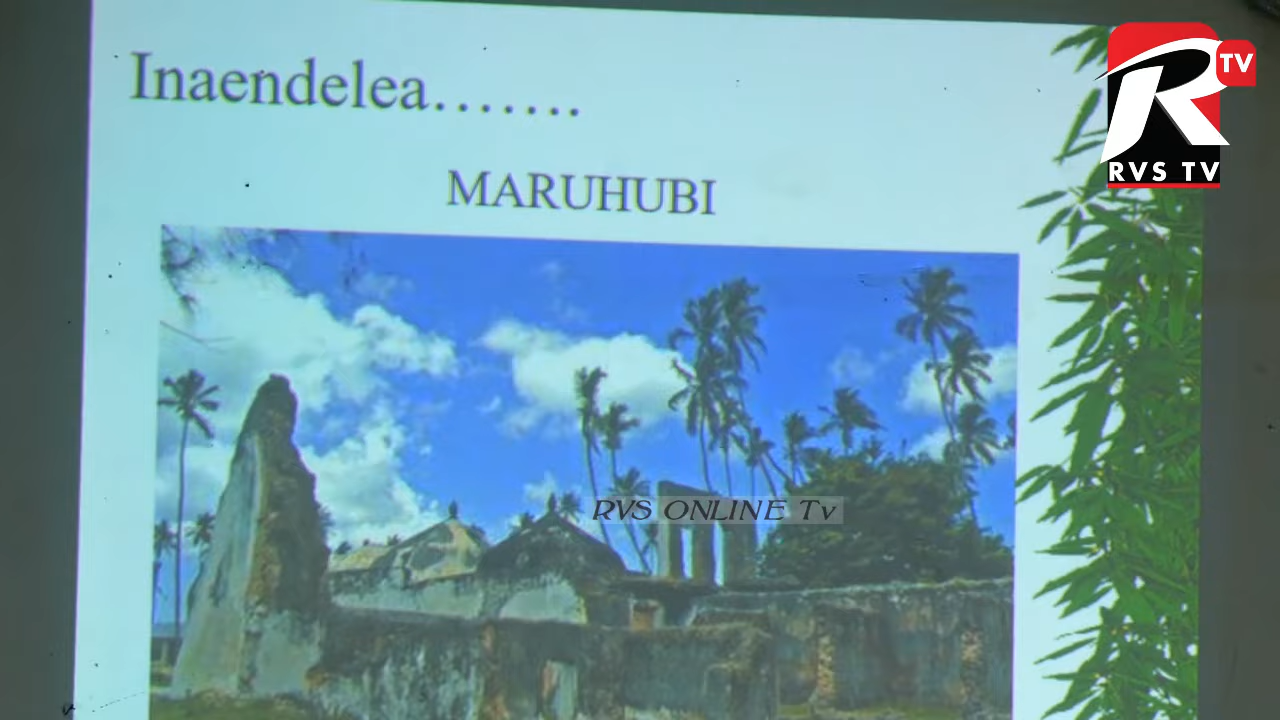 Inaendelea.......
MARUHUBI
R TV
RVS TV
RVS ONLINE Tv